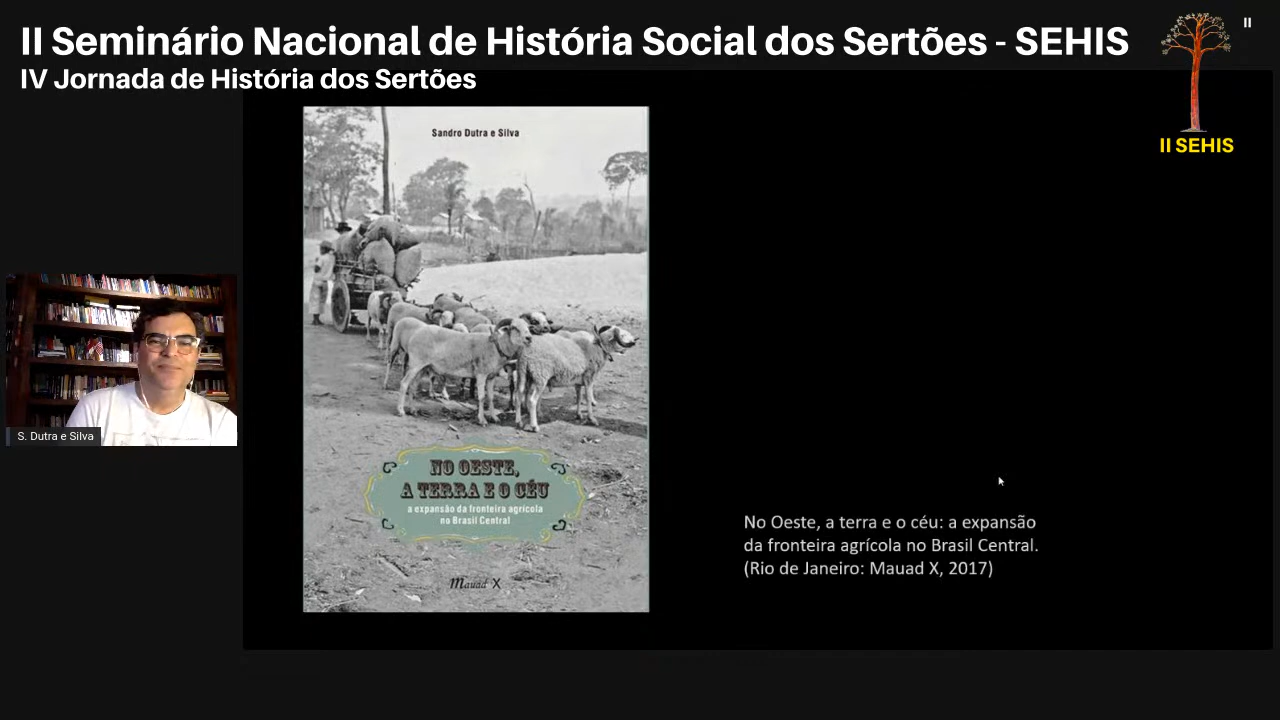 II Seminário Nacional de História Social dos Sertões - SEHIS
IV Jornada de História dos Sertões
II
II SEHIS
Sandro Dutra e Silva
NO OESTE,
A TERRA E O CÉU
a expansão da fronteira agrícola
no Brasil Central
Mauad X
S. Dutra e Silva
No Oeste, a terra e o céu: a expansão
da fronteira agrícola no Brasil Central.
(Rio de Janeiro: Mauad X, 2017)